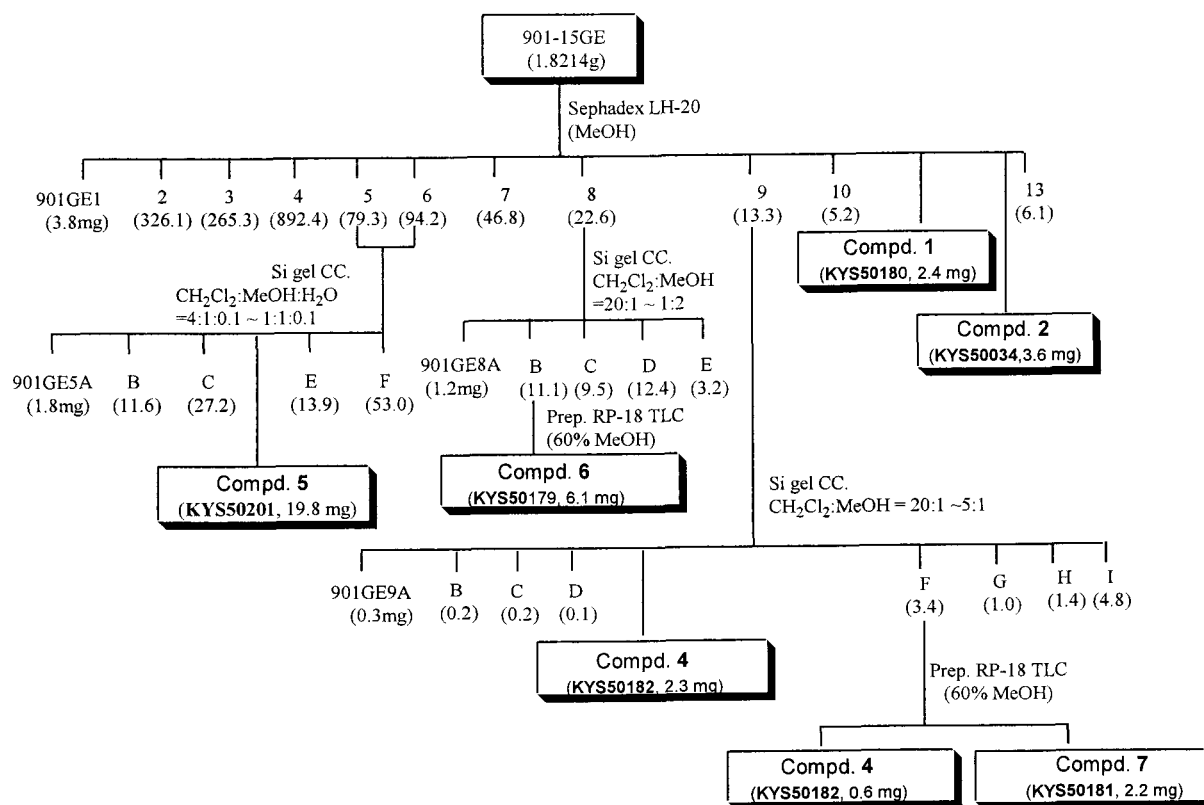 901-15GE
(1.8214g)
Sephadex LH-20
(MeOH)
901GE1 2 3 4 5 6 7 8 9 10 13
(3.8mg) (326.1) (265.3) (892.4) (79.3) (94.2) (46.8) (22.6) (13.3) (5.2) (6.1)
Compd. 1
(KYS50180, 2.4 mg)
Compd. 2
(KYS50034,3.6 mg)
Si gel CC.
CH₂Cl₂:MeOH:H₂O
=4:1:0.1 ~ 1:1:0.1
901GE5A B C E F
(1.8mg) (11.6) (27.2) (13.9) (53.0)
Compd. 5
(KYS50201, 19.8 mg)
Si gel CC.
CH₂Cl₂:MeOH
=20:1 ~ 1:2
901GE8A B C D E
(1.2mg) (11.1) (9.5) (12.4) (3.2)
Prep. RP-18 TLC
(60% MeOH)
Compd. 6
(KYS50179, 6.1 mg)
Si gel CC.
CH₂Cl₂:MeOH = 20:1 ~5:1
901GE9A B C D F G H I
(0.3mg) (0.2) (0.2) (0.1) (3.4) (1.0) (1.4) (4.8)
Compd. 4
(KYS50182, 2.3 mg)
Prep. RP-18 TLC
(60% MeOH)
Compd. 4
(KYS50182, 0.6 mg)
Compd. 7
(KYS50181, 2.2 mg)